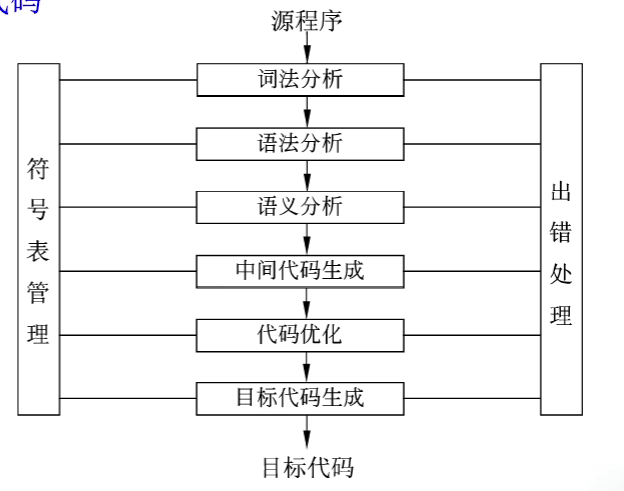 代码
源程序
词法分析
语法分析
语义分析
中间代码生成
代码优化
目标代码生成
目标代码
符号表管理
出错处理